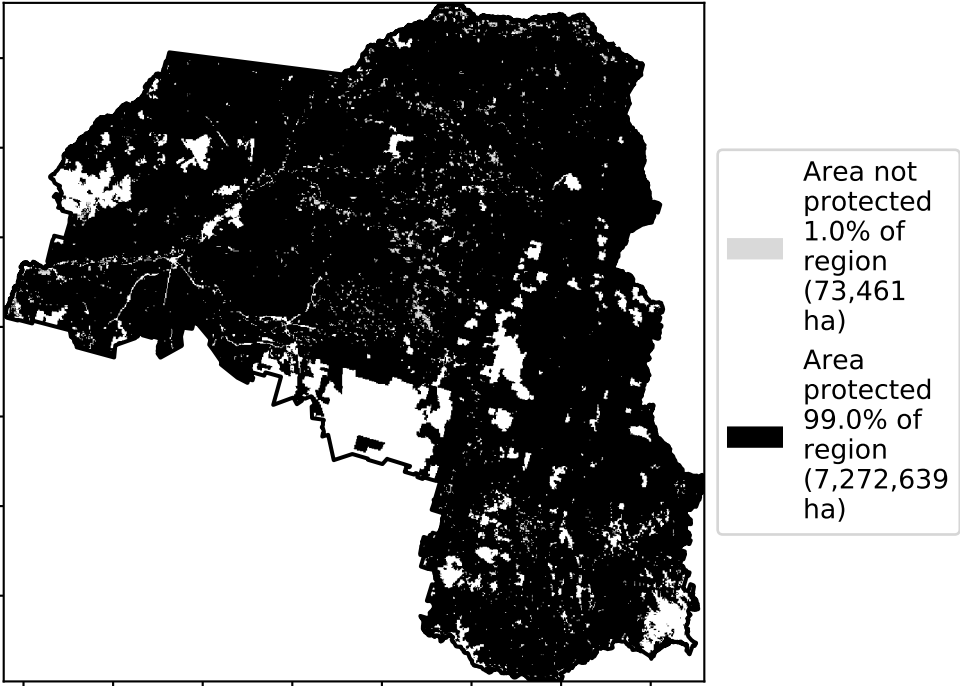 Area not
protected
1.0% of
region
(73,461
ha)
Area
protected
99.0% of
region
(7,272,639
ha)